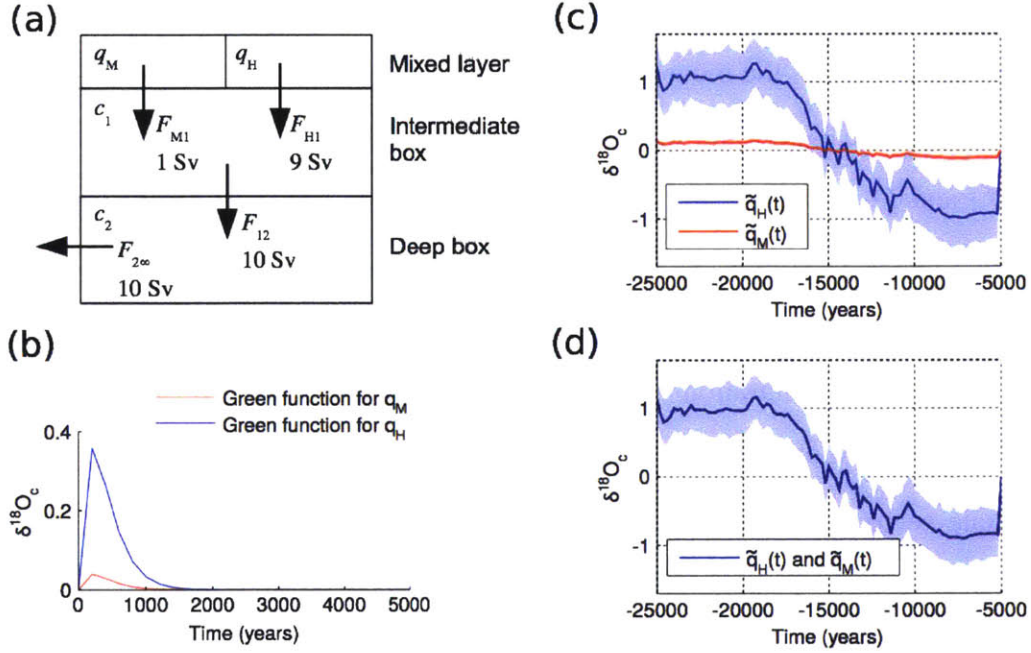 (a)
q_M
q_H
Mixed layer
c_1
F_M1
1 Sv
F_H1
9 Sv
Intermediate
box
c_2
F_12
10 Sv
F_2∞
10 Sv
Deep box
(b)
Green function for q_M
Green function for q_H
0.4
0.2
0
δ¹⁸O_c
0 1000 2000 3000 4000 5000
Time (years)
(c)
1
0
-1
δ¹⁸O_c
q̃_H(t)
q̃_M(t)
-25000 -20000 -15000 -10000 -5000
Time (years)
(d)
1
0
-1
δ¹⁸O_c
q̃_H(t) and q̃_M(t)
-25000 -20000 -15000 -10000 -5000
Time (years)